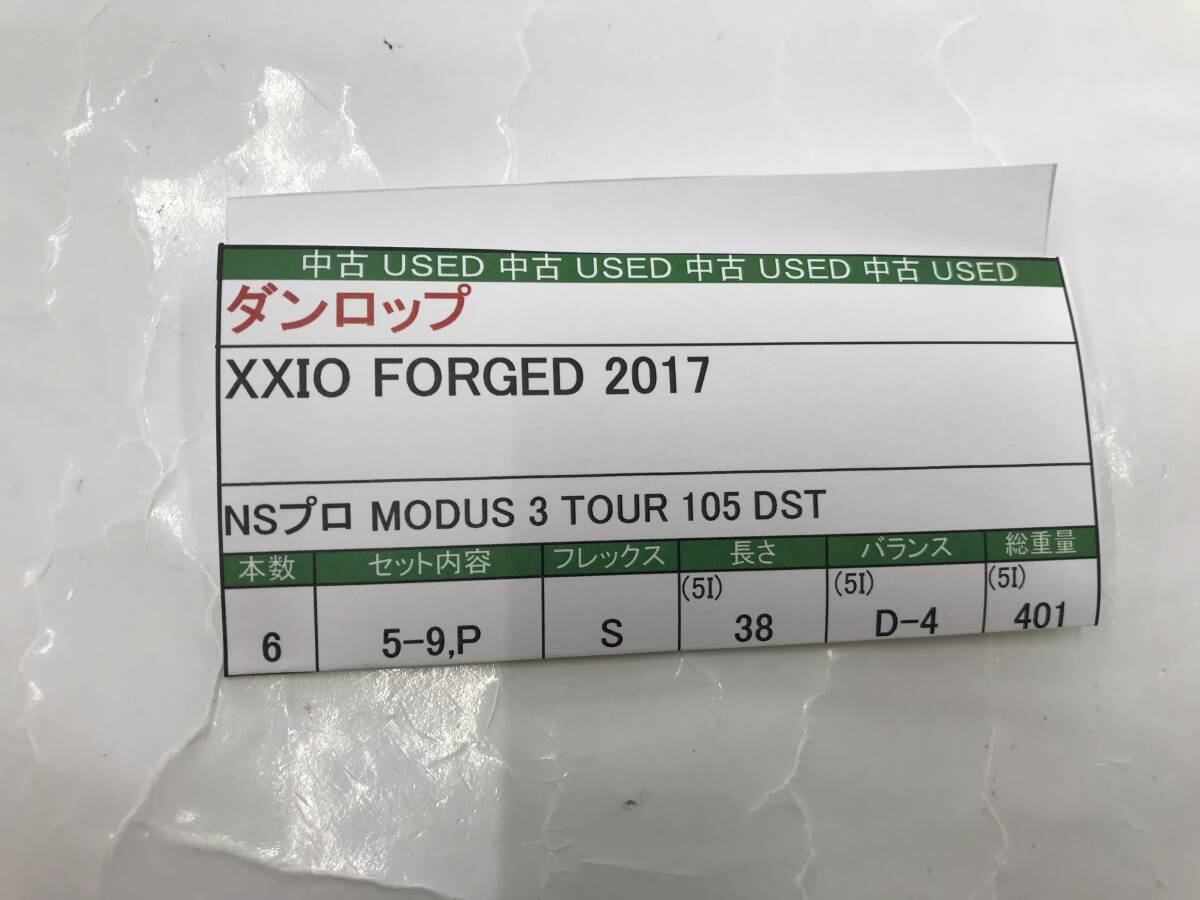 中古 USED 中古 USED 中古 USED 中古 USED
ダンロップ
XXIO FORGED 2017
NSプロ MODUS 3 TOUR 105 DST
本数 セット内容 フレックス 長さ バランス 総重量
(5I) (5I) (5I)
6 5-9,P S 38 D-4 401